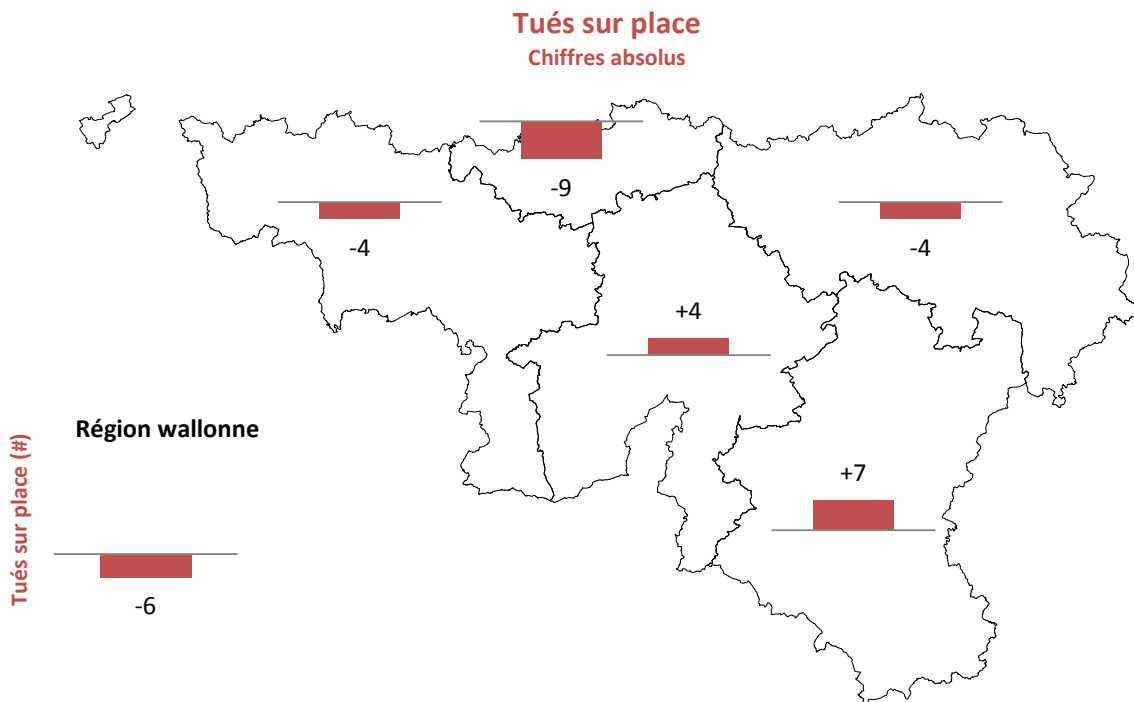 Tués sur place
Chiffres absolus
-9
-4
-4
+4
Région wallonne
+7
Tués sur place (#)
-6